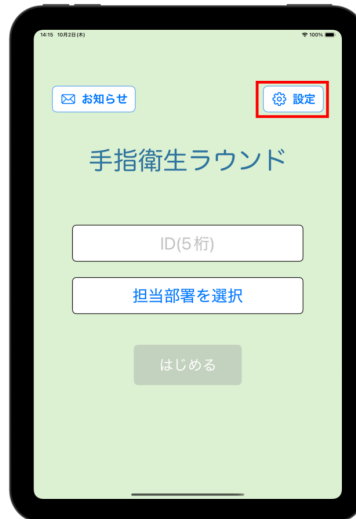 14:15 10月2日(木) 100%
お知らせ 設定
手指衛生ラウンド
ID(5桁)
担当部署を選択
はじめる